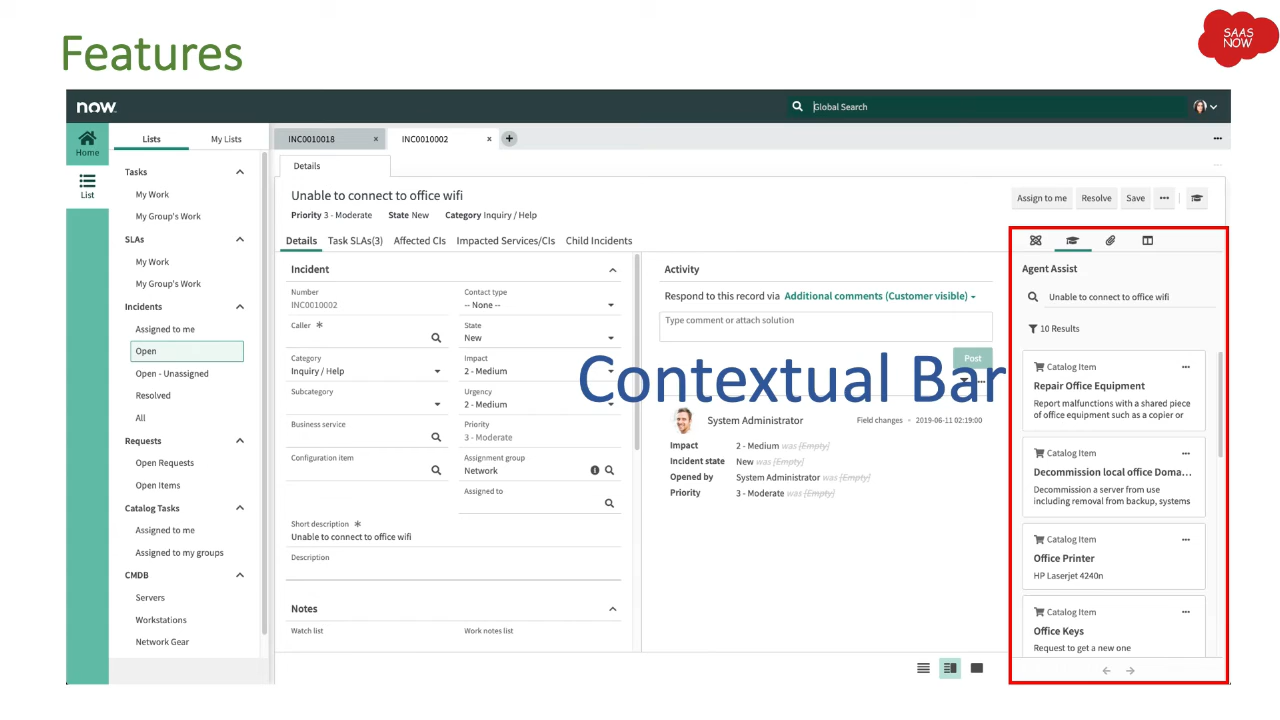 Features
SAAS
NOW
now.
Global Search
Home
List
Lists My Lists
Tasks
My Work
My Group's Work
SLAs
My Work
My Group's Work
Incidents
Assigned to me
Open
Open - Unassigned
Resolved
All
Requests
Open Requests
Open Items
Catalog Tasks
Assigned to me
Assigned to my groups
CMDB
Servers
Workstations
Network Gear
INC0010018 × INC0010002 × +
Details
Unable to connect to office wifi
Priority 3 - Moderate State New Category Inquiry / Help
Assign to me Resolve Save
Details Task SLAs(3) Affected CIs Impacted Services/CIs Child Incidents
Incident
Number
INC0010002
Contact type
-- None --
Caller *
State
New
Category
Inquiry / Help
Impact
2 - Medium
Subcategory
Urgency
2 - Medium
Business service
Priority
3 - Moderate
Configuration item
Assignment group
Network
Assigned to
Short description *
Unable to connect to office wifi
Description
Notes
Watch list Work notes list
Activity
Respond to this record via Additional comments (Customer visible)
Type comment or attach solution
Post
Contextual Bar
System Administrator Field changes • 2019-06-11 02:19:00
Impact 2 - Medium was [Empty]
Incident state New was [Empty]
Opened by System Administrator was [Empty]
Priority 3 - Moderate was [Empty]
Agent Assist
Unable to connect to office wifi
10 Results
Catalog Item
Repair Office Equipment
Report malfunctions with a shared piece
of office equipment such as a copier or
Catalog Item
Decommission local office Doma...
Decommission a server from use
including removal from backup, systems
Catalog Item
Office Printer
HP Laserjet 4240n
Catalog Item
Office Keys
Request to get a new one